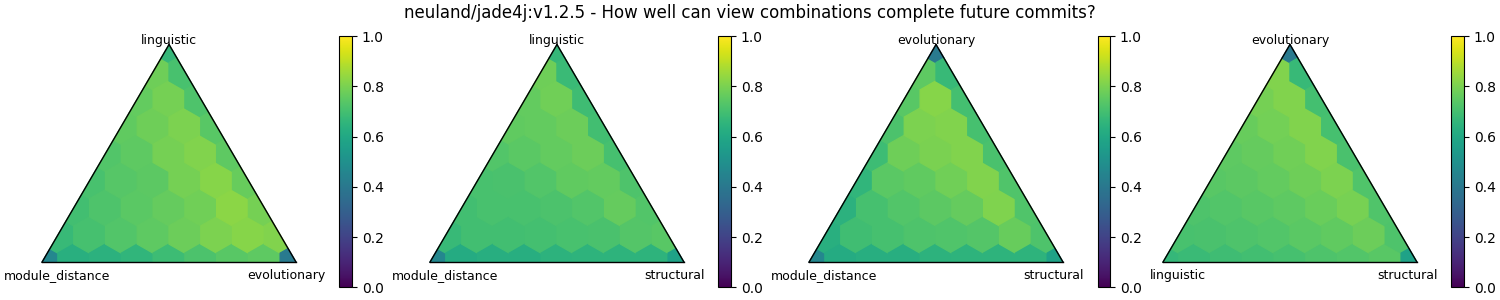 neuland/jade4j:v1.2.5 - How well can view combinations complete future commits?
linguistic
module_distance
evolutionary
1.0
0.8
0.6
0.4
0.2
0.0
linguistic
module_distance
structural
1.0
0.8
0.6
0.4
0.2
0.0
evolutionary
module_distance
structural
1.0
0.8
0.6
0.4
0.2
0.0
evolutionary
linguistic
structural
1.0
0.8
0.6
0.4
0.2
0.0